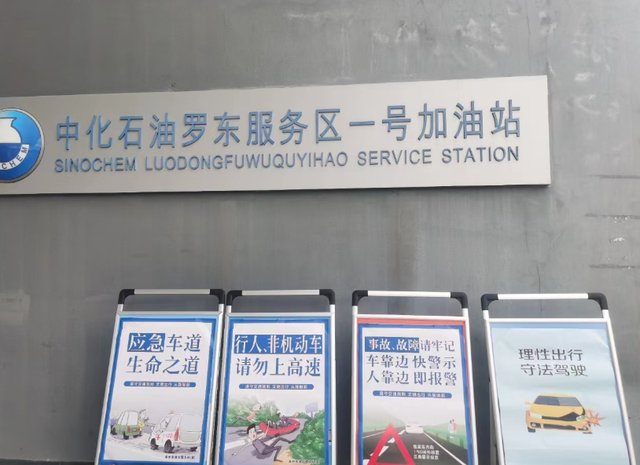 中化石油罗东服务区一号加油站
SINOCHEM LUODONGFUWUQUYIHAO SERVICE STATION
应急车道
生命之道
行人、非机动车
请勿上高速
事故、故障请牢记
车靠边 快警示
人靠边 即报警
理性出行
守法驾驶